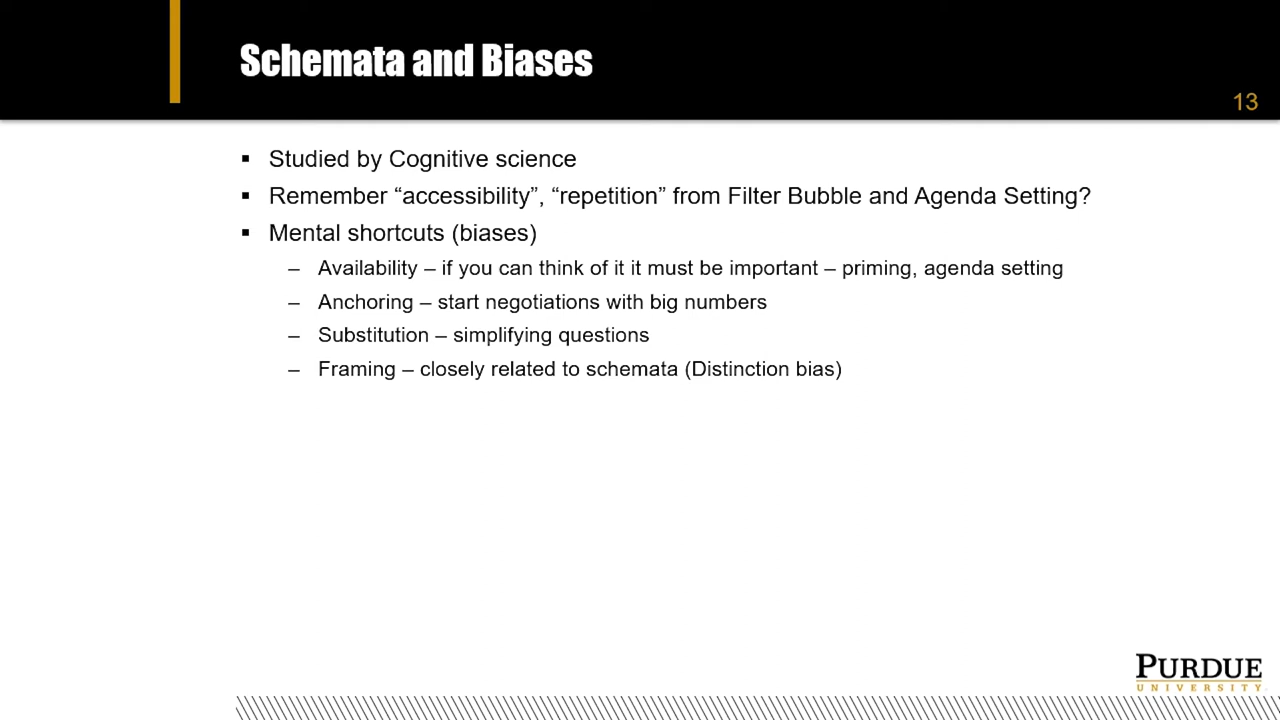 Schemata and Biases
13
▪ Studied by Cognitive science
▪ Remember “accessibility”, “repetition” from Filter Bubble and Agenda Setting?
▪ Mental shortcuts (biases)
– Availability – if you can think of it it must be important – priming, agenda setting
– Anchoring – start negotiations with big numbers
– Substitution – simplifying questions
– Framing – closely related to schemata (Distinction bias)
PURDUE
UNIVERSITY